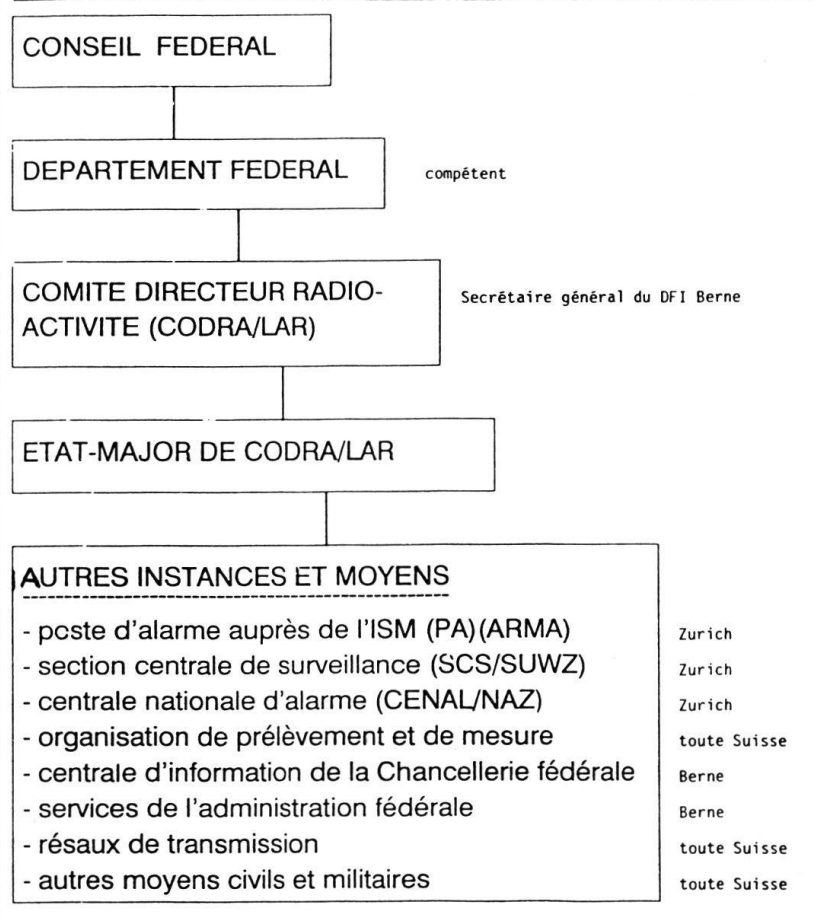 CONSEIL FEDERAL
DEPARTEMENT FEDERAL compétent
COMITE DIRECTEUR RADIO- Secrétaire général du DFI Berne
ACTIVITE (CODRA/LAR)
ETAT-MAJOR DE CODRA/LAR
AUTRES INSTANCES ET MOYENS
- poste d'alarme auprès de l'ISM (PA)(ARMA) Zurich
- section centrale de surveillance (SCS/SUWZ) Zurich
- centrale nationale d'alarme (CENAL/NAZ) Zurich
- organisation de prélèvement et de mesure toute Suisse
- centrale d'information de la Chancellerie fédérale Berne
- services de l'administration fédérale Berne
- résaux de transmission toute Suisse
- autres moyens civils et militaires toute Suisse